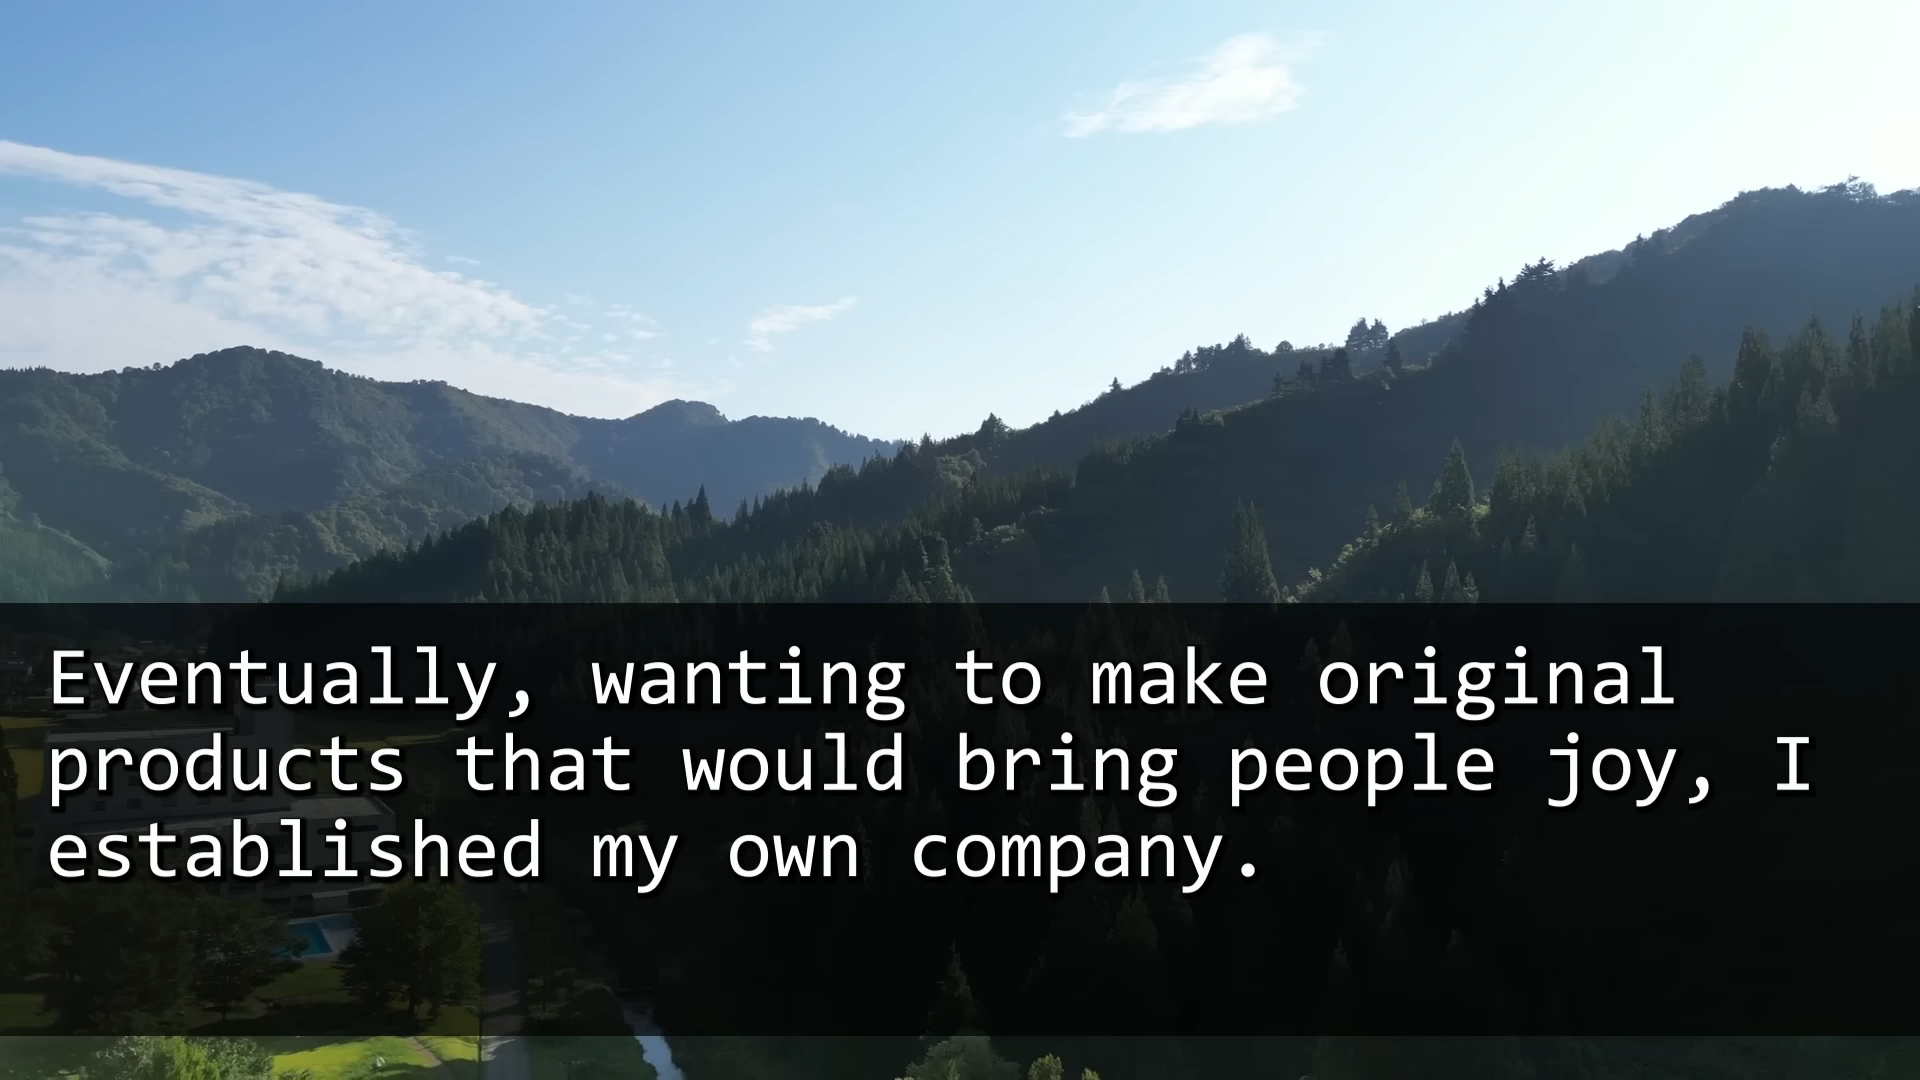 Eventually, wanting to make original
products that would bring people joy, I
established my own company.